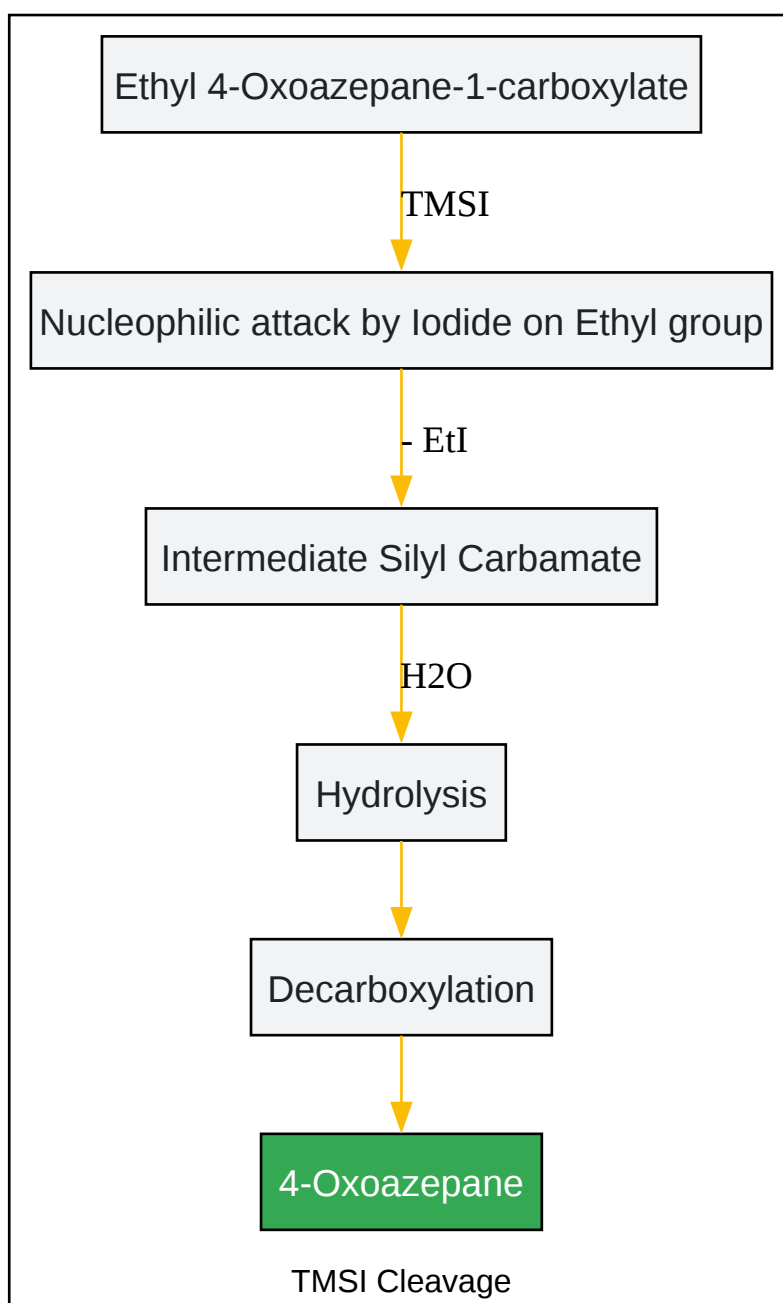 Ethyl 4-Oxoazepane-1-carboxylate
TMSI
Nucleophilic attack by Iodide on Ethyl group
- EtI
Intermediate Silyl Carbamate
H2O
Hydrolysis
Decarboxylation
4-Oxoazepane
TMSI Cleavage